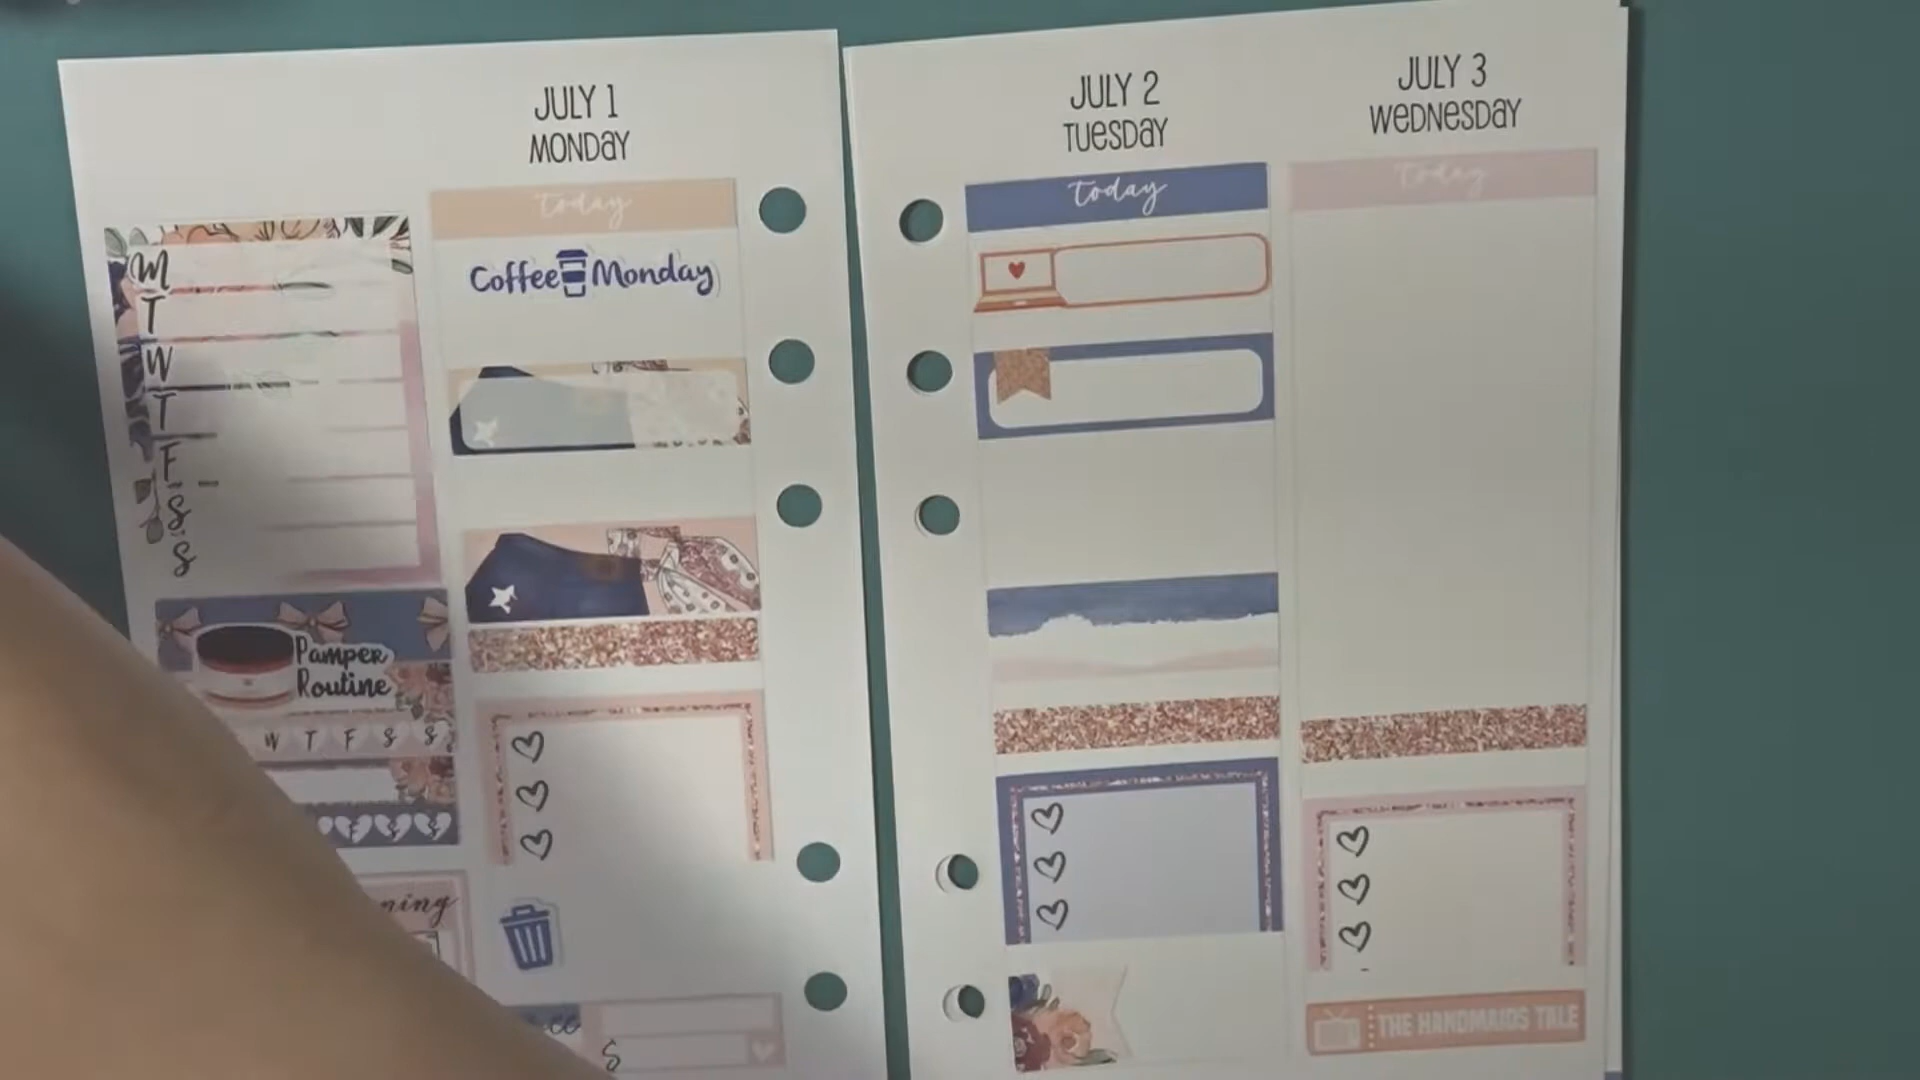 M
T
W
T
F
S
S
Pamper
Routine
W T F S S
F S S
$
JULY 1
MONDAY
today
Coffee Monday
JULY 2
TUESDAY
today
JULY 3
WEDNESDAY
today
THE HANDMAIDS TALE